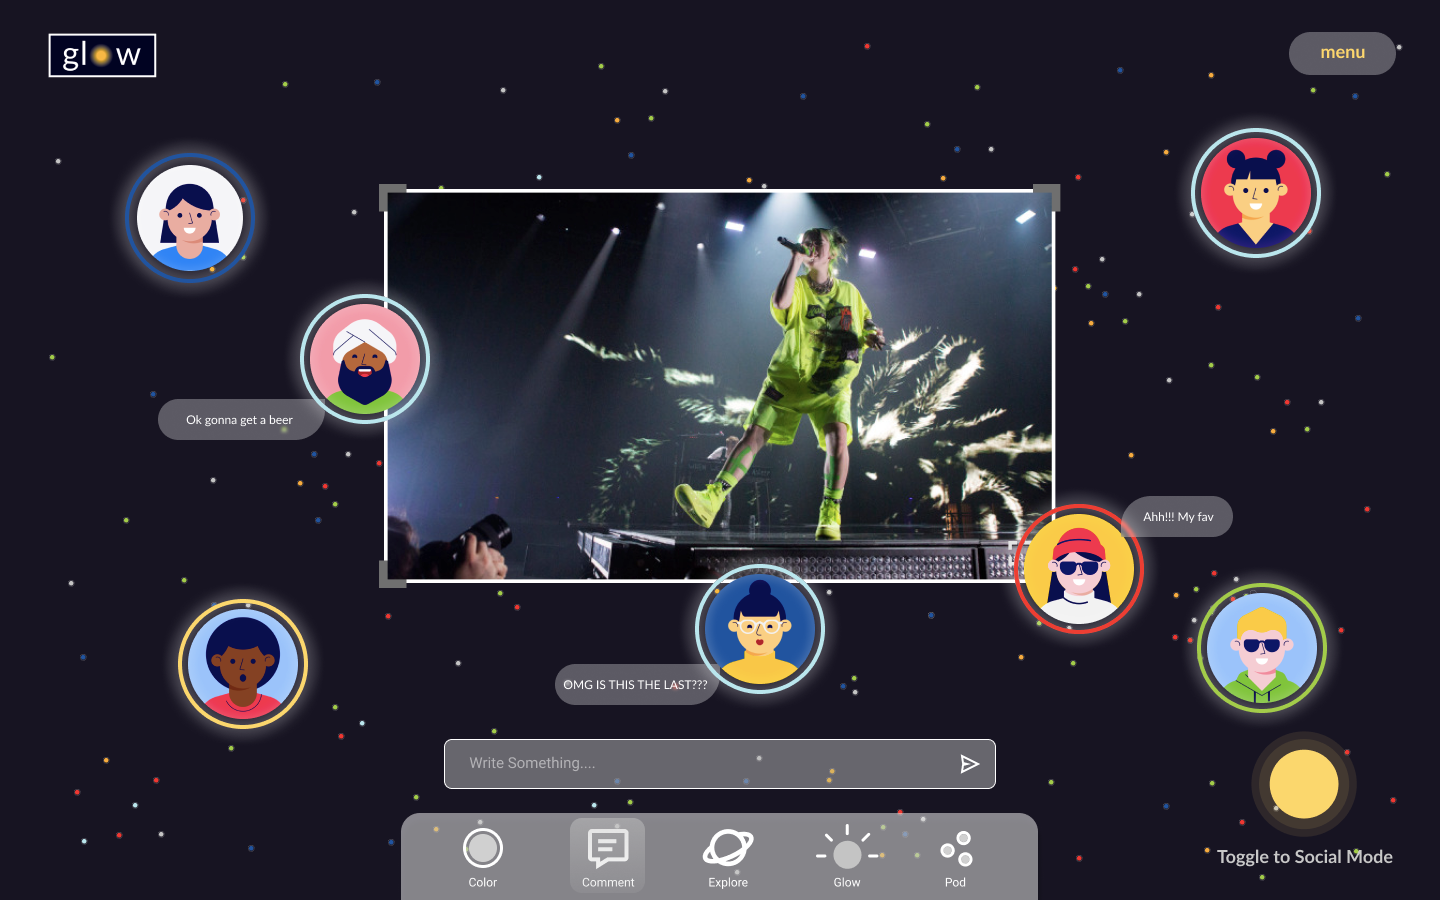 glow
menu
Ok gonna get a beer
Ahh!!! My fav
OMG IS THIS THE LAST???
Write Something....
Color
Comment
Explore
Glow
Pod
Toggle to Social Mode